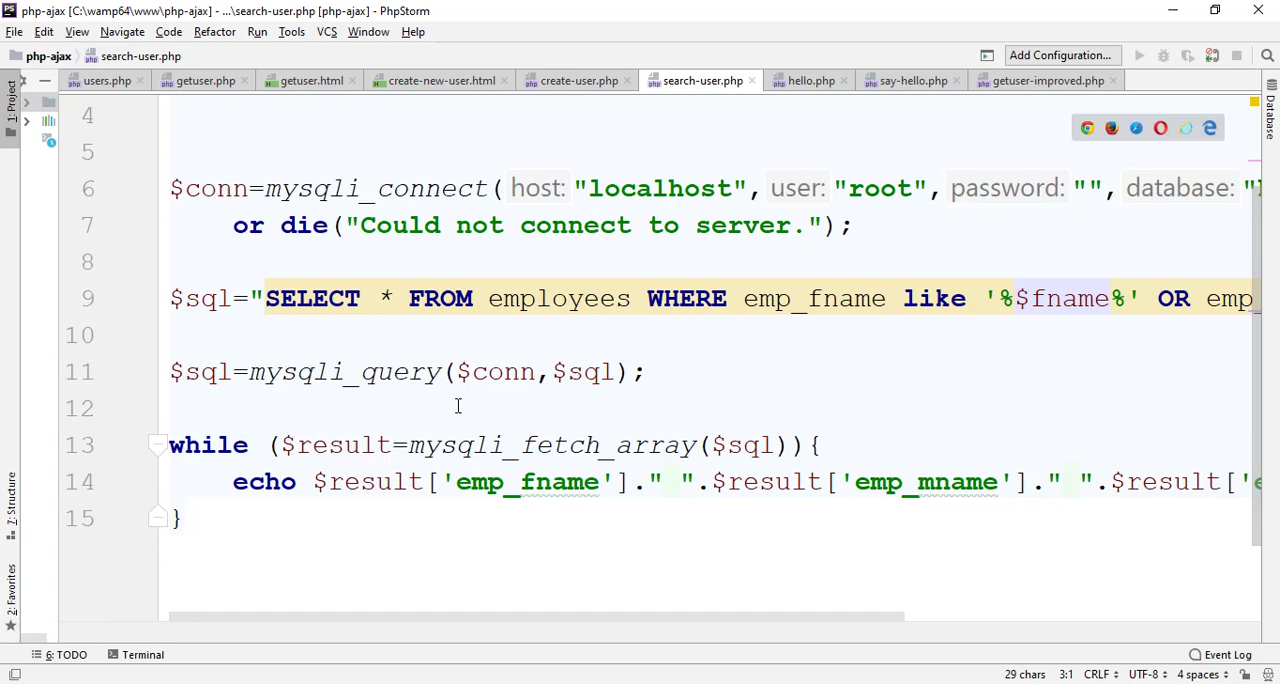 php-ajax [C:\wamp64\www\php-ajax] - ...\search-user.php [php-ajax] - PhpStorm
File Edit View Navigate Code Refactor Run Tools VCS Window Help
php-ajax search-user.php Add Configuration...
users.php getuser.php getuser.html create-new-user.html create-user.php search-user.php hello.php say-hello.php getuser-improved.php
1: Project
Database
4
5
6 $conn=mysqli_connect( host: "localhost", user: "root", password: "", database:
7 or die("Could not connect to server.");
8
9 $sql="SELECT * FROM employees WHERE emp_fname like '%$fname%' OR emp_
10
11 $sql=mysqli_query($conn,$sql);
12
13 while ($result=mysqli_fetch_array($sql)){
14 echo $result['emp_fname']." ".$result['emp_mname']." ".$result['
15 }
Z: Structure
2: Favorites
6: TODO Terminal Event Log
29 chars 3:1 CRLF UTF-8 4 spaces